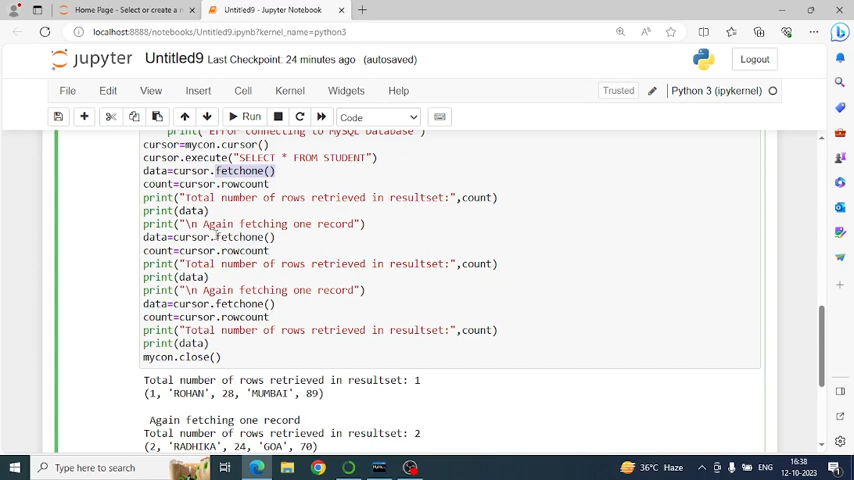 Home Page - Select or create a n
Untitled9 - Jupyter Notebook
localhost:8888/notebooks/Untitled9.ipynb?kernel_name=python3
jupyter Untitled9 Last Checkpoint: 24 minutes ago (autosaved)
Logout
File Edit View Insert Cell Kernel Widgets Help
Trusted Python 3 (ipykernel)
Run Code
print("Error connecting to MySQL Database")
cursor=mycon.cursor()
cursor.execute("SELECT * FROM STUDENT")
data=cursor.fetchone()
count=cursor.rowcount
print("Total number of rows retrieved in resultset:",count)
print(data)
print("\n Again fetching one record")
data=cursor.fetchone()
count=cursor.rowcount
print("Total number of rows retrieved in resultset:",count)
print(data)
print("\n Again fetching one record")
data=cursor.fetchone()
count=cursor.rowcount
print("Total number of rows retrieved in resultset:",count)
print(data)
mycon.close()
Total number of rows retrieved in resultset: 1
(1, 'ROHAN', 28, 'MUMBAI', 89)
Again fetching one record
Total number of rows retrieved in resultset: 2
(2, 'RADHIKA', 24, 'GOA', 70)
Type here to search
36°C Haze
ENG
16:38
12-10-2023